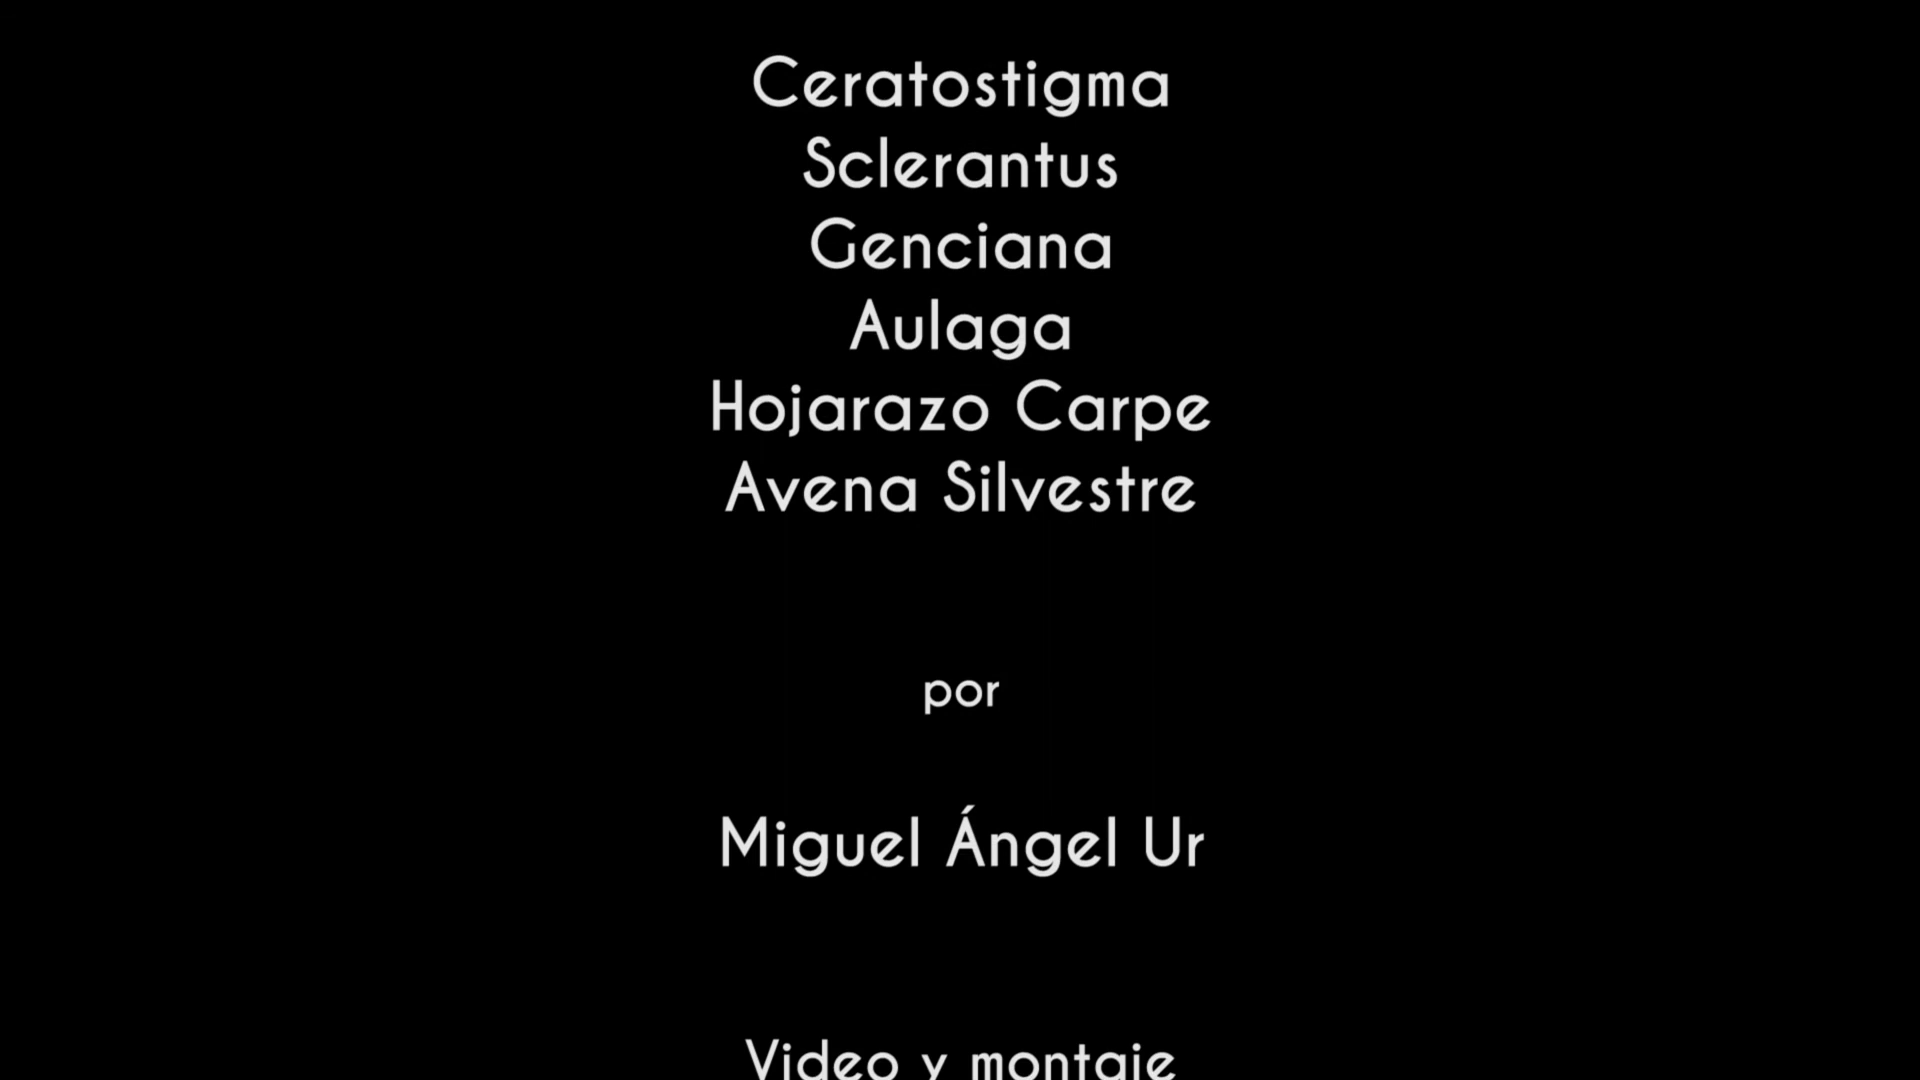 Ceratostigma
Sclerantus
Genciana
Aulaga
Hojarazo Carpe
Avena Silvestre
por
Miguel Ángel Ur
Video y montaje